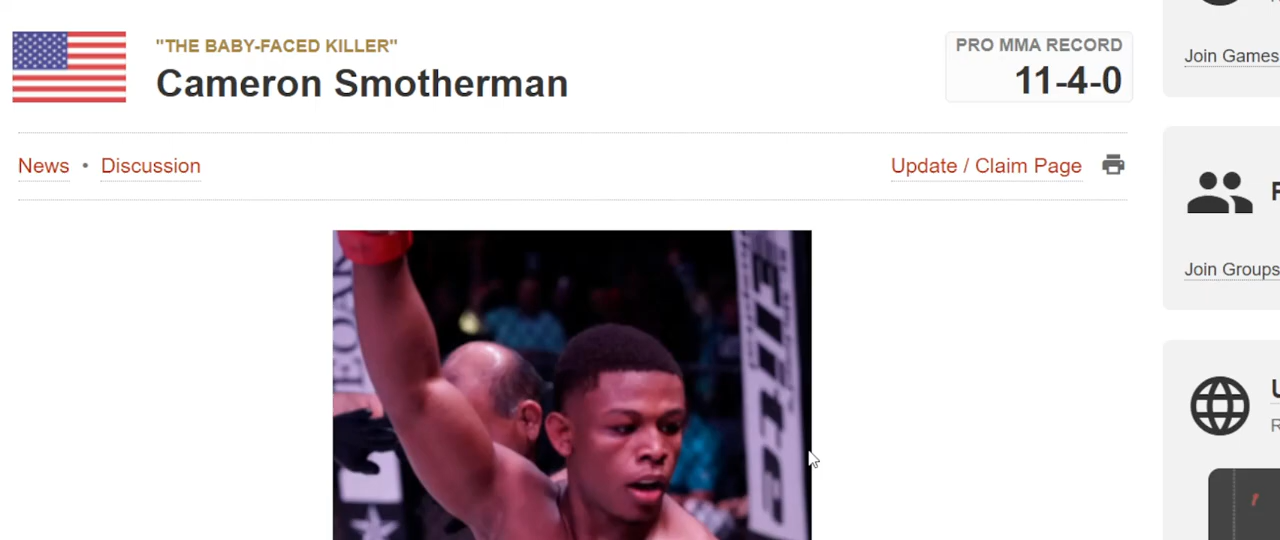 "THE BABY-FACED KILLER"
Cameron Smotherman
PRO MMA RECORD
11-4-0
Join Games
News • Discussion
Update / Claim Page
Join Groups